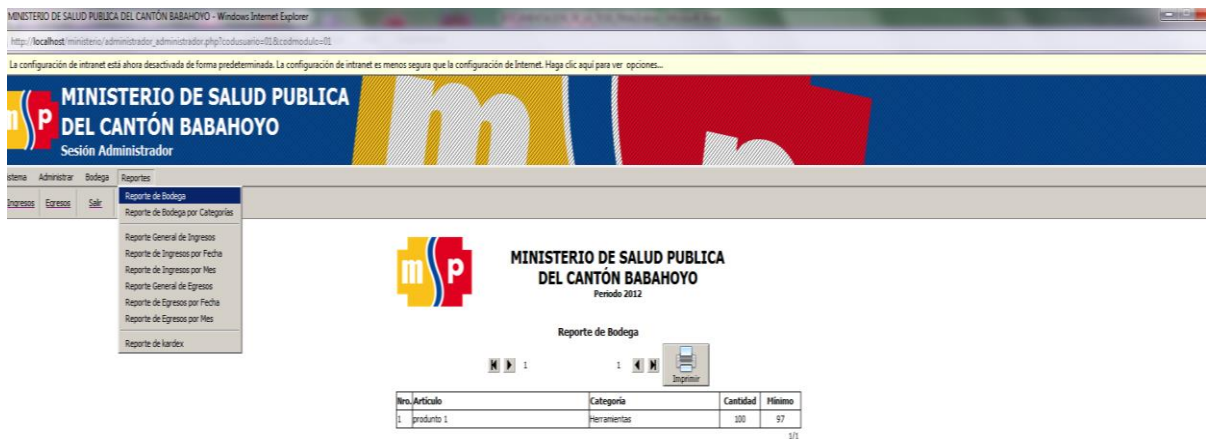 MINISTERIO DE SALUD PUBLICA DEL CANTÓN BABAHOYO - Windows Internet Explorer
http://localhost/ministerio/administrador_administrador.php?codusuario=01&codmodulo=01
La configuración de intranet está ahora desactivada de forma predeterminada. La configuración de intranet es menos segura que la configuración de Internet. Haga clic aquí para ver opciones...
MINISTERIO DE SALUD PUBLICA
DEL CANTÓN BABAHOYO
Sesión Administrador
istema Administrar Bodega Reportes
Ingresos Egresos Salir
Reporte de Bodega
Reporte de Bodega por Categorías
Reporte General de Ingresos
Reporte de Ingresos por Fecha
Reporte de Ingresos por Mes
Reporte General de Egresos
Reporte de Egresos por Fecha
Reporte de Egresos por Mes
Reporte de kardex
msp
MINISTERIO DE SALUD PUBLICA
DEL CANTÓN BABAHOYO
Periodo 2012
Reporte de Bodega
1 1 Imprimir
Nro. Artículo Categoria Cantidad Mínimo
1 produnto 1 Herramientas 100 97
1/1